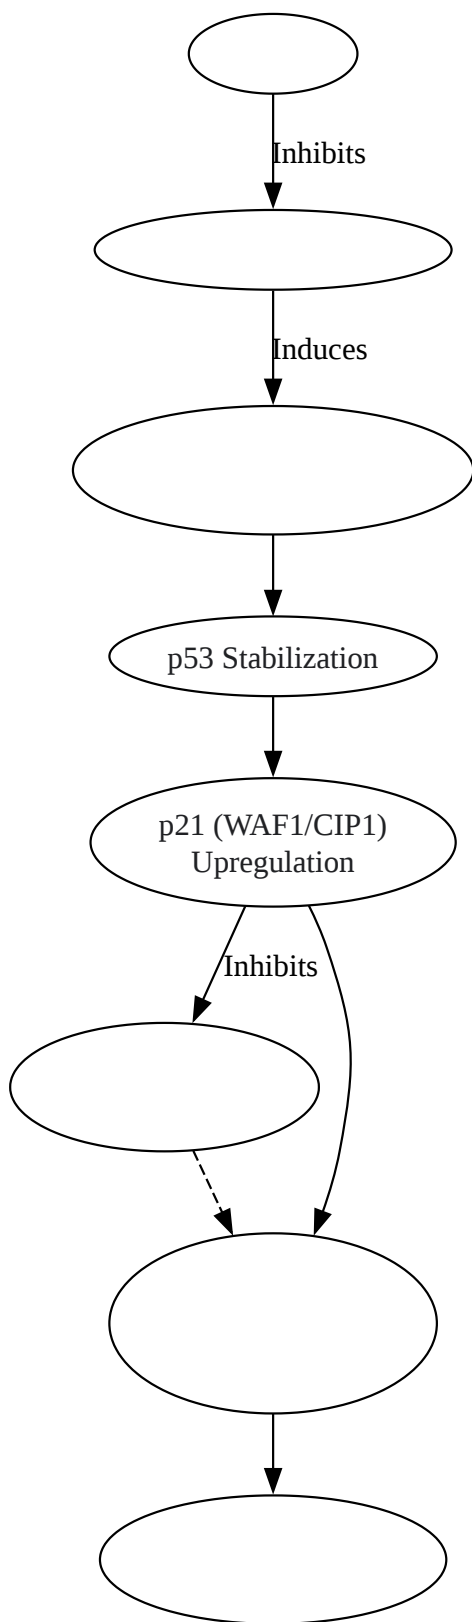 Inhibits
Induces
p53 Stabilization
p21 (WAF1/CIP1)
Upregulation
Inhibits